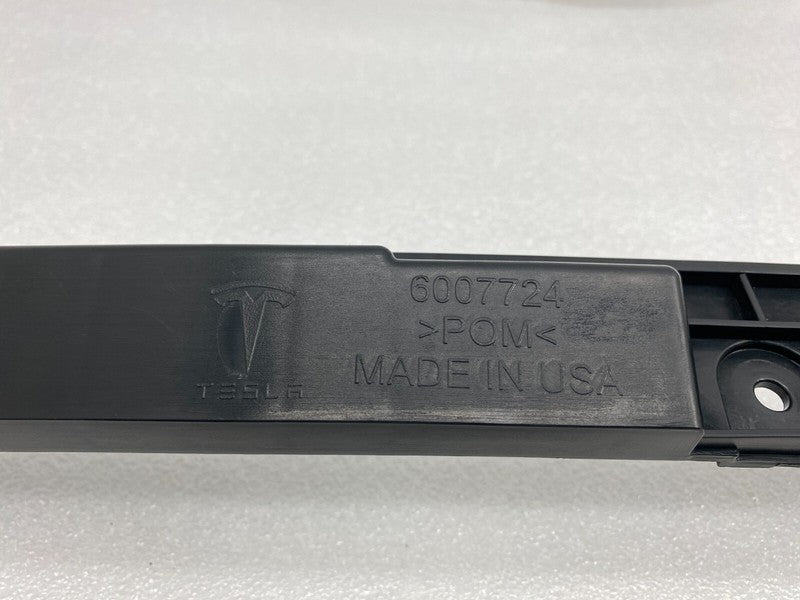 6007724
>POM<
MADE IN USA
TESLA